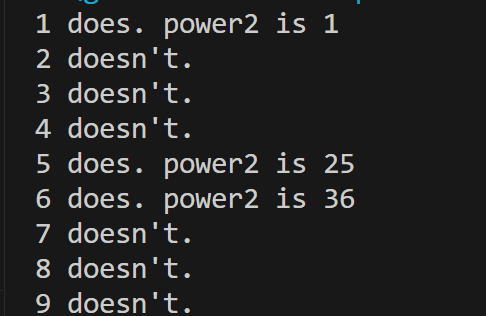 1 does. power2 is 1
2 doesn't.
3 doesn't.
4 doesn't.
5 does. power2 is 25
6 does. power2 is 36
7 doesn't.
8 doesn't.
9 doesn't.